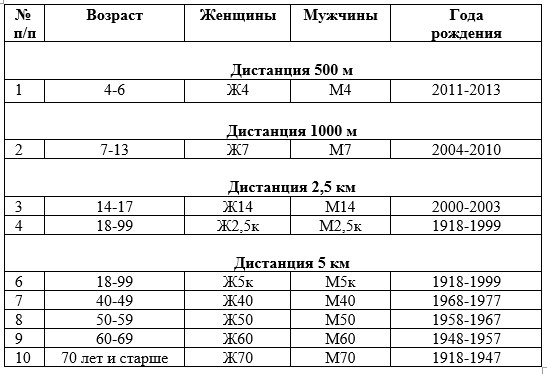 № Возраст Женщины Мужчины Года
п/п рождения
Дистанция 500 м
1 4-6 Ж4 М4 2011-2013
Дистанция 1000 м
2 7-13 Ж7 М7 2004-2010
Дистанция 2,5 км
3 14-17 Ж14 М14 2000-2003
4 18-99 Ж2,5к М2,5к 1918-1999
Дистанция 5 км
6 18-99 Ж5к М5к 1918-1999
7 40-49 Ж40 М40 1968-1977
8 50-59 Ж50 М50 1958-1967
9 60-69 Ж60 М60 1948-1957
10 70 лет и старше Ж70 М70 1918-1947